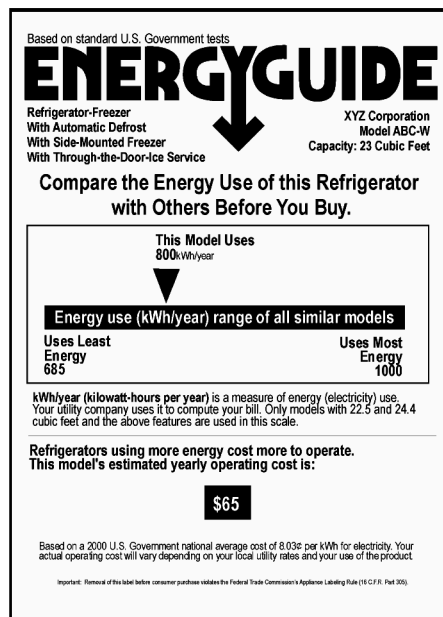 Based on standard U.S. Government tests
ENERGYGUIDE
Refrigerator-Freezer
With Automatic Defrost
With Side-Mounted Freezer
With Through-the-Door-Ice Service
XYZ Corporation
Model ABC-W
Capacity: 23 Cubic Feet
Compare the Energy Use of this Refrigerator
with Others Before You Buy.
This Model Uses
800kWh/year
Energy use (kWh/year) range of all similar models
Uses Least
Energy
685
Uses Most
Energy
1000
kWh/year (kilowatt-hours per year) is a measure of energy (electricity) use.
Your utility company uses it to compute your bill. Only models with 22.5 and 24.4
cubic feet and the above features are used in this scale.
Refrigerators using more energy cost more to operate.
This model's estimated yearly operating cost is:
$65
Based on a 2000 U.S. Government national average cost of 8.03¢ per kWh for electricity. Your
actual operating cost will vary depending on your local utility rates and your use of the product.
Important: Removal of this label before consumer purchase violates the Federal Trade Commission's Appliance Labeling Rule (16 C.F.R. Part 305).